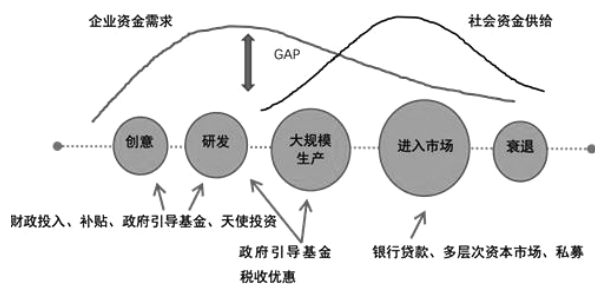 企业资金需求
社会资金供给
GAP
创意
研发
大规模
生产
进入市场
衰退
财政投入、补贴、政府引导基金、天使投资
政府引导基金
税收优惠
银行贷款、多层次资本市场、私募